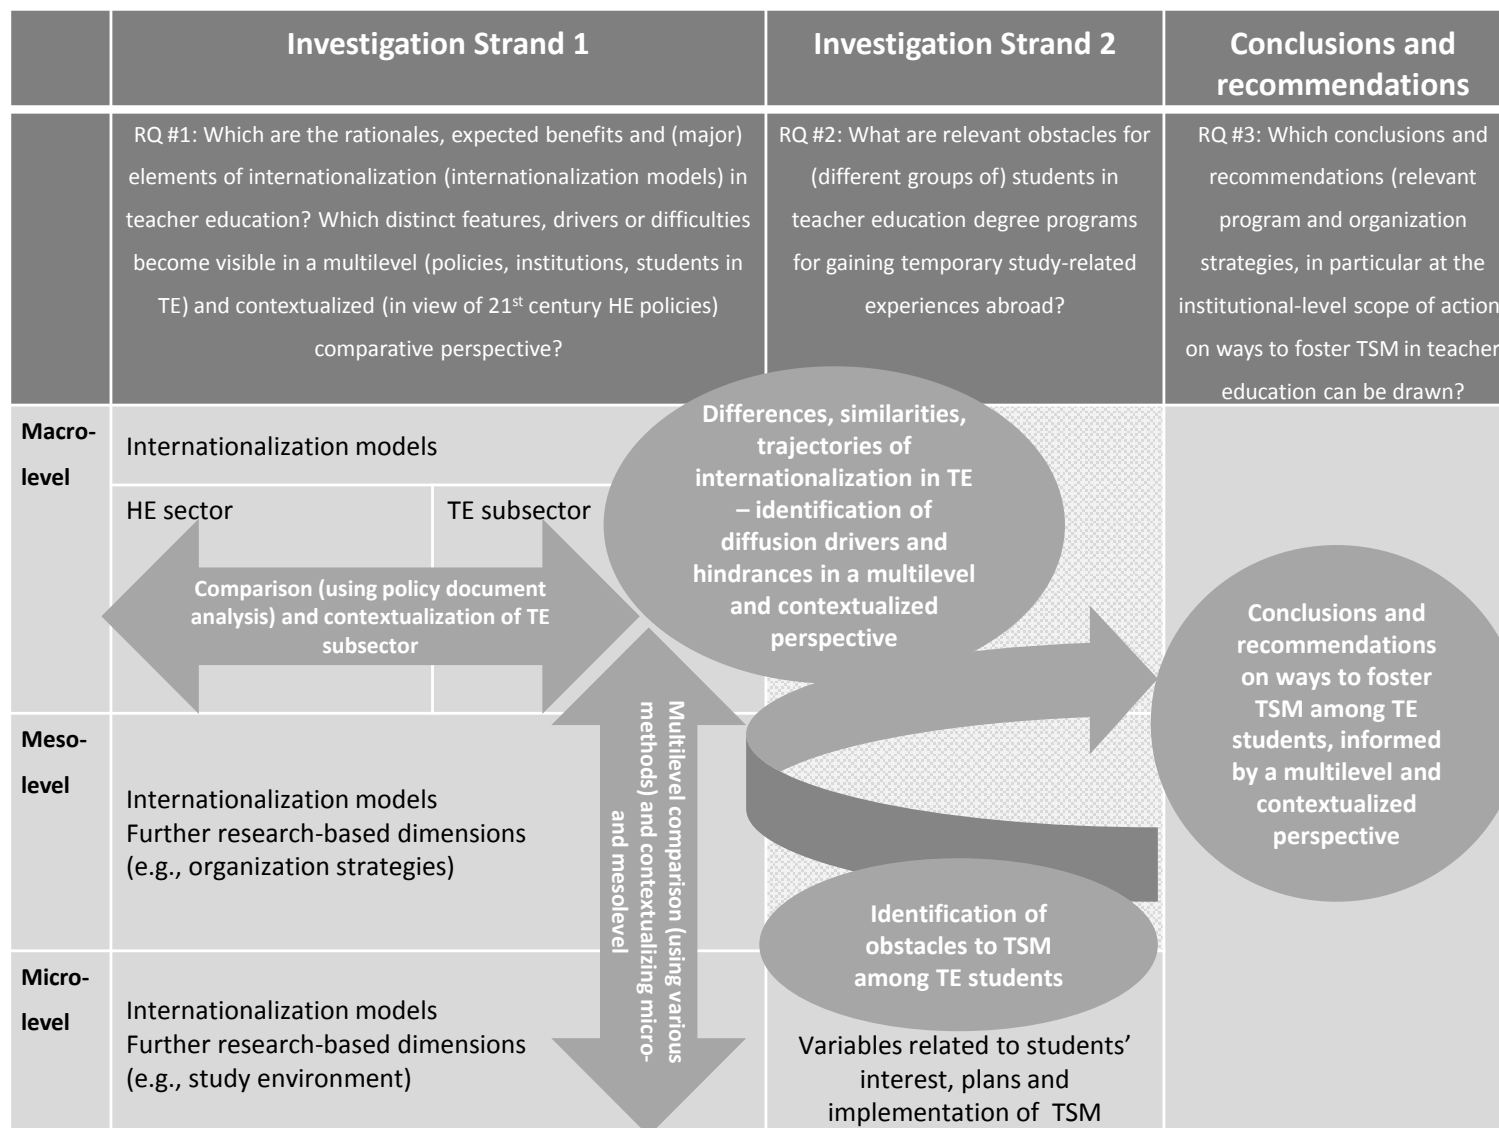 Investigation Strand 1
Investigation Strand 2
Conclusions and
recommendations
RQ #1: Which are the rationales, expected benefits and (major)
elements of internationalization (internationalization models) in
teacher education? Which distinct features, drivers or difficulties
become visible in a multilevel (policies, institutions, students in
TE) and contextualized (in view of 21st century HE policies)
comparative perspective?
RQ #2: What are relevant obstacles for
(different groups of) students in
teacher education degree programs
for gaining temporary study-related
experiences abroad?
RQ #3: Which conclusions and
recommendations (relevant
program and organization
strategies, in particular at the
institutional-level scope of action
on ways to foster TSM in teacher
education can be drawn?
Macro-
level
Internationalization models
HE sector
TE subsector
Comparison (using policy document
analysis) and contextualization of TE
subsector
Differences, similarities,
trajectories of
internationalization in TE
– identification of
diffusion drivers and
hindrances in a multilevel
and contextualized
perspective
Conclusions and
recommendations
on ways to foster
TSM among TE
students, informed
by a multilevel and
contextualized
perspective
Meso-
level
Internationalization models
Further research-based dimensions
(e.g., organization strategies)
Multilevel comparison (using various
methods) and contextualizing micro-
and mesolevel
Identification of
obstacles to TSM
among TE students
Micro-
level
Internationalization models
Further research-based dimensions
(e.g., study environment)
Variables related to students’
interest, plans and
implementation of TSM